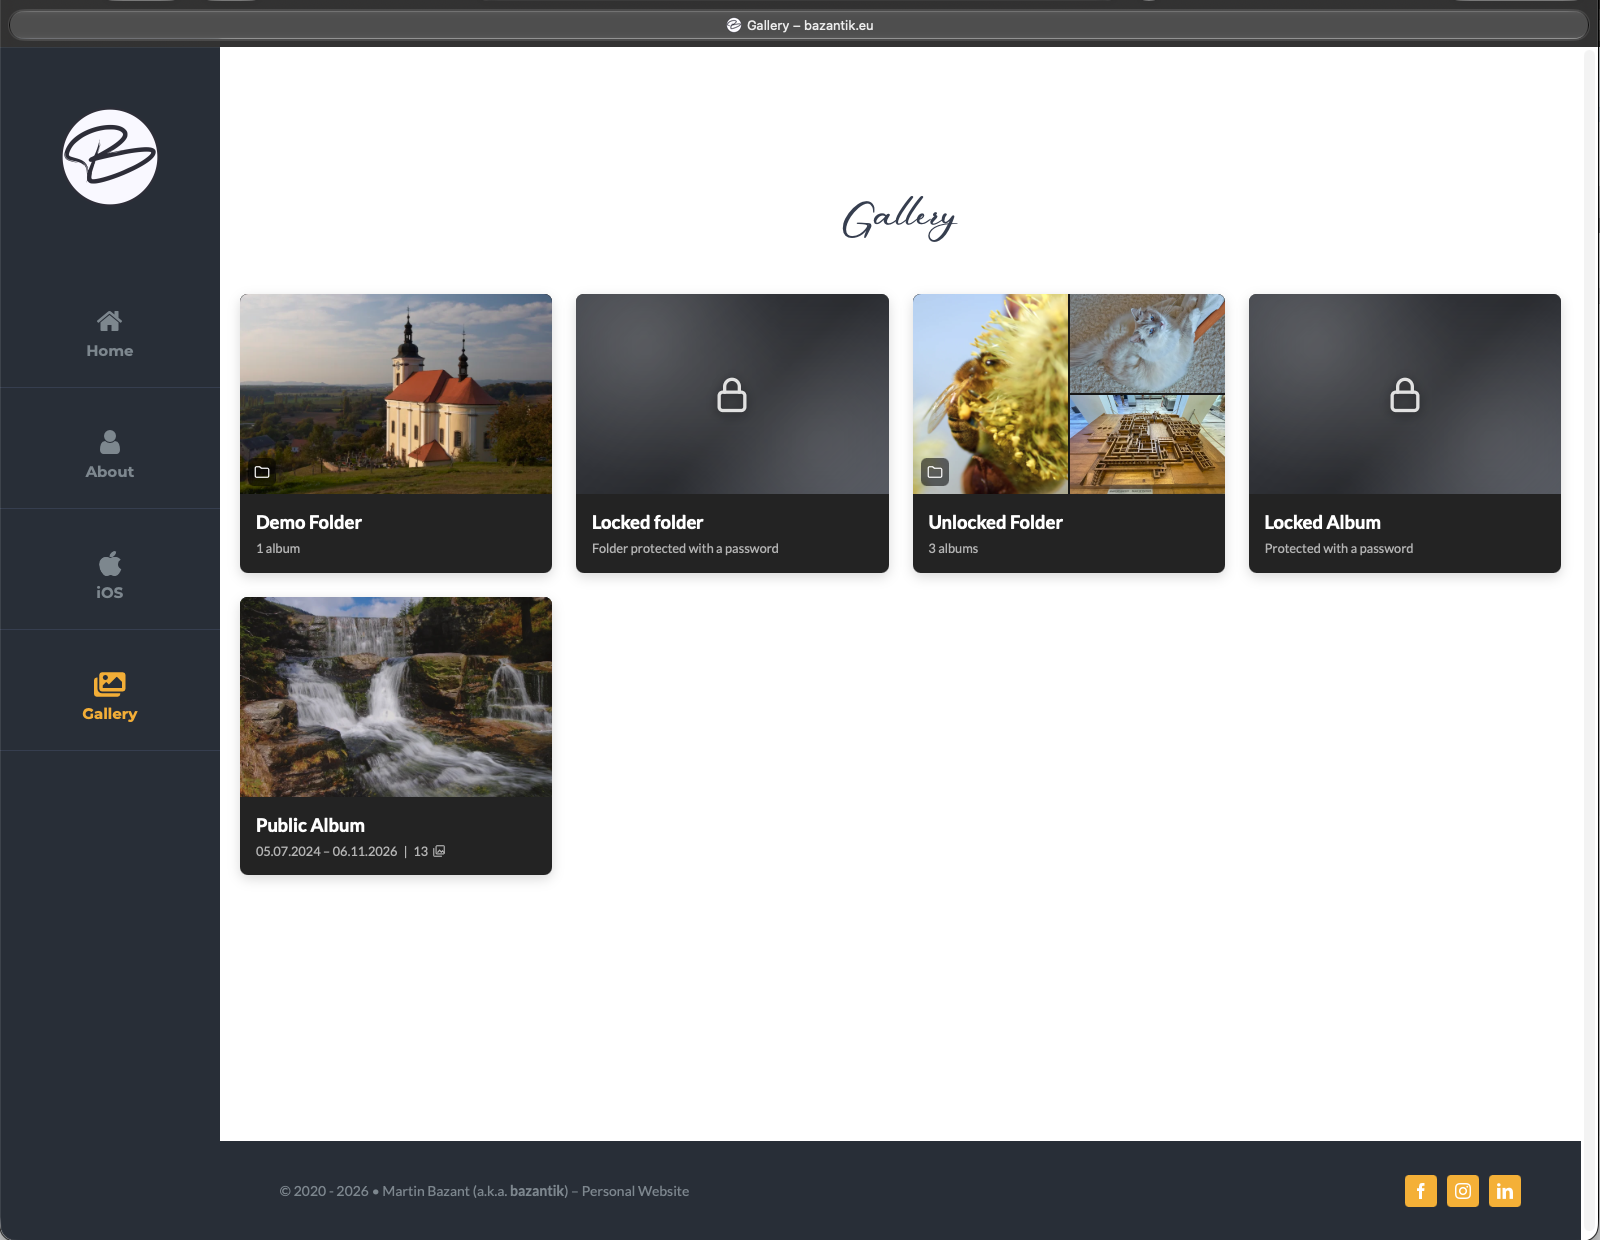 Gallery – bazantik.eu
B
Home
About
iOS
Gallery
Gallery
Demo Folder
1 album
Locked folder
Folder protected with a password
Unlocked Folder
3 albums
Locked Album
Protected with a password
Public Album
05.07.2024 – 06.11.2026 | 13
© 2020 - 2026 • Martin Bazant (a.k.a. bazantik) – Personal Website